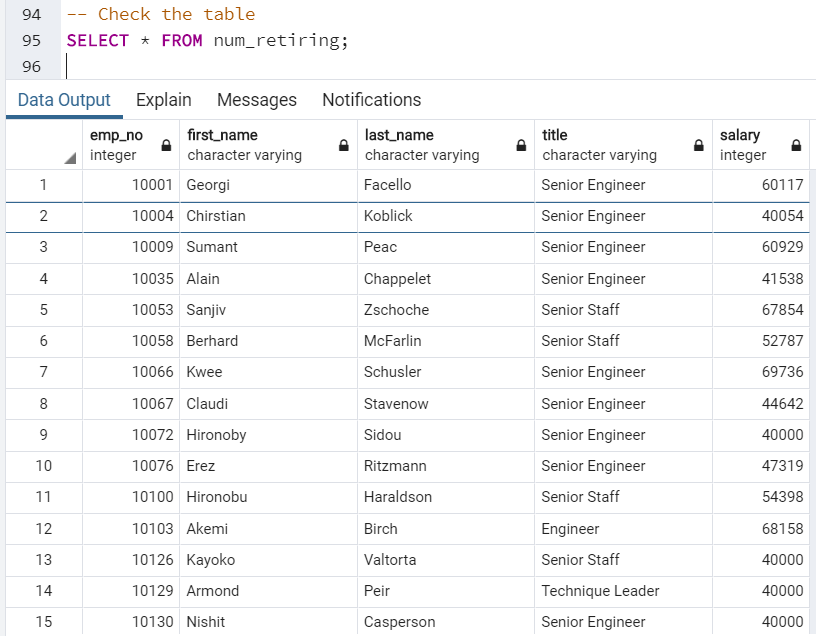 94 -- Check the table
95 SELECT * FROM num_retiring;
96
Data Output Explain Messages Notifications
emp_no first_name last_name title salary
integer character varying character varying character varying integer
1 10001 Georgi Facello Senior Engineer 60117
2 10004 Chirstian Koblick Senior Engineer 40054
3 10009 Sumant Peac Senior Engineer 60929
4 10035 Alain Chappelet Senior Engineer 41538
5 10053 Sanjiv Zschoche Senior Staff 67854
6 10058 Berhard McFarlin Senior Staff 52787
7 10066 Kwee Schusler Senior Engineer 69736
8 10067 Claudi Stavenow Senior Engineer 44642
9 10072 Hironoby Sidou Senior Engineer 40000
10 10076 Erez Ritzmann Senior Engineer 47319
11 10100 Hironobu Haraldson Senior Staff 54398
12 10103 Akemi Birch Engineer 68158
13 10126 Kayoko Valtorta Senior Staff 40000
14 10129 Armond Peir Technique Leader 40000
15 10130 Nishit Casperson Senior Engineer 40000